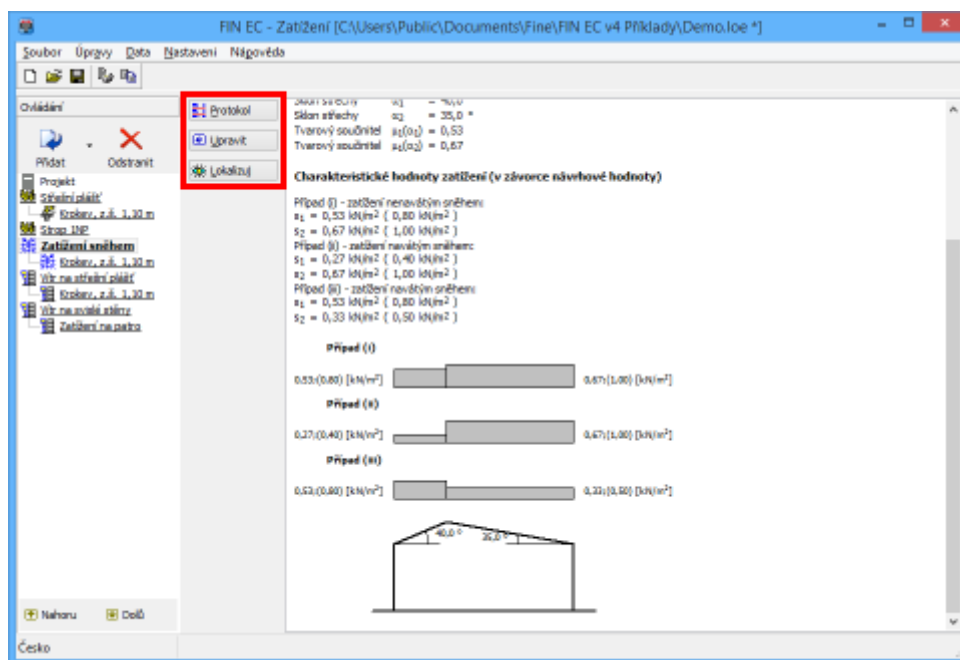 FIN EC - Zatížení [C:\Users\Public\Documents\Fine\FIN EC v4 Příklady\Demo.loe *]
Soubor Úpravy Data Nastavení Nápověda
Ovládání
Přidat Odstranit
Projekt
Střešní plášť
Krokev, z.š. 1,10 m
Strop INP
Zatížení sněhem
Krokev, z.š. 1,10 m
Vítr na střešní plášť
Krokev, z.š. 1,10 m
Vítr na svislé stěny
Zatížení na patro
Nahoru Dolů
Česko
Protokol
Upravit
Lokalizuj
Sklon střechy α1 = 40,0
Sklon střechy α2 = 35,0 °
Tvarový součinitel μ1(α1) = 0,53
Tvarový součinitel μ1(α2) = 0,67
Charakteristické hodnoty zatížení (v závorce návrhové hodnoty)
Případ (i) - zatížení nenavátým sněhem:
s1 = 0,53 kN/m2 ( 0,80 kN/m2 )
s2 = 0,67 kN/m2 ( 1,00 kN/m2 )
Případ (ii) - zatížení navátým sněhem:
s1 = 0,27 kN/m2 ( 0,40 kN/m2 )
s2 = 0,67 kN/m2 ( 1,00 kN/m2 )
Případ (iii) - zatížení navátým sněhem:
s1 = 0,53 kN/m2 ( 0,80 kN/m2 )
s2 = 0,33 kN/m2 ( 0,50 kN/m2 )
Případ (i)
0,53;(0,80) [kN/m2] 0,67;(1,00) [kN/m2]
Případ (ii)
0,27;(0,40) [kN/m2] 0,67;(1,00) [kN/m2]
Případ (iii)
0,53;(0,80) [kN/m2] 0,33;(0,50) [kN/m2]
40,0 ° 35,0 °